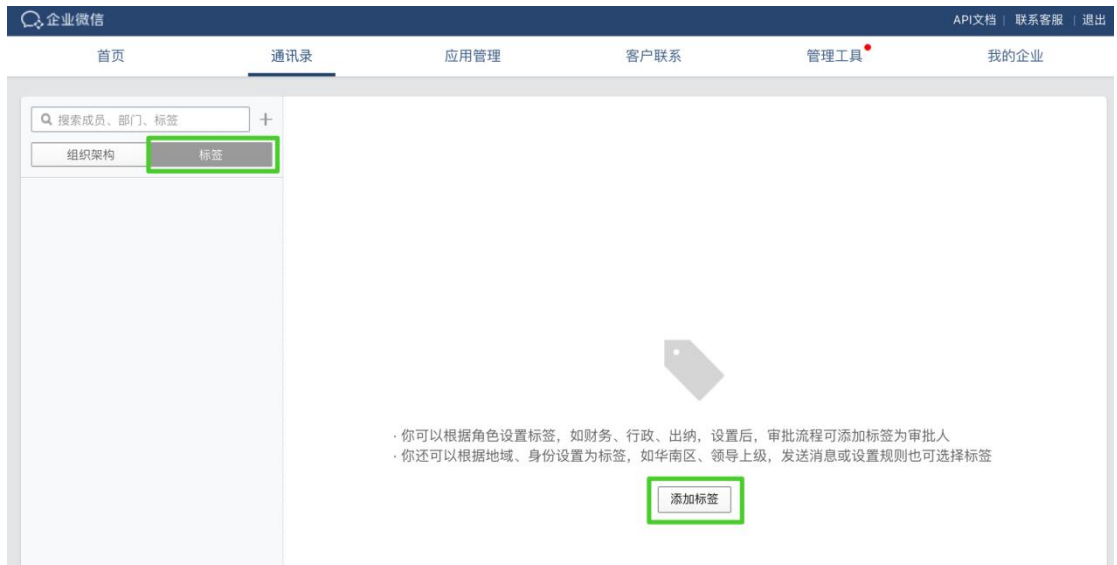 企业微信
API文档 | 联系客服 | 退出
首页 通讯录 应用管理 客户联系 管理工具 我的企业
搜索成员、部门、标签
组织架构 标签
· 你可以根据角色设置标签，如财务、行政、出纳，设置后，审批流程可添加标签为审批人
· 你还可以根据地域、身份设置为标签，如华南区、领导上级，发送消息或设置规则也可选择标签
添加标签